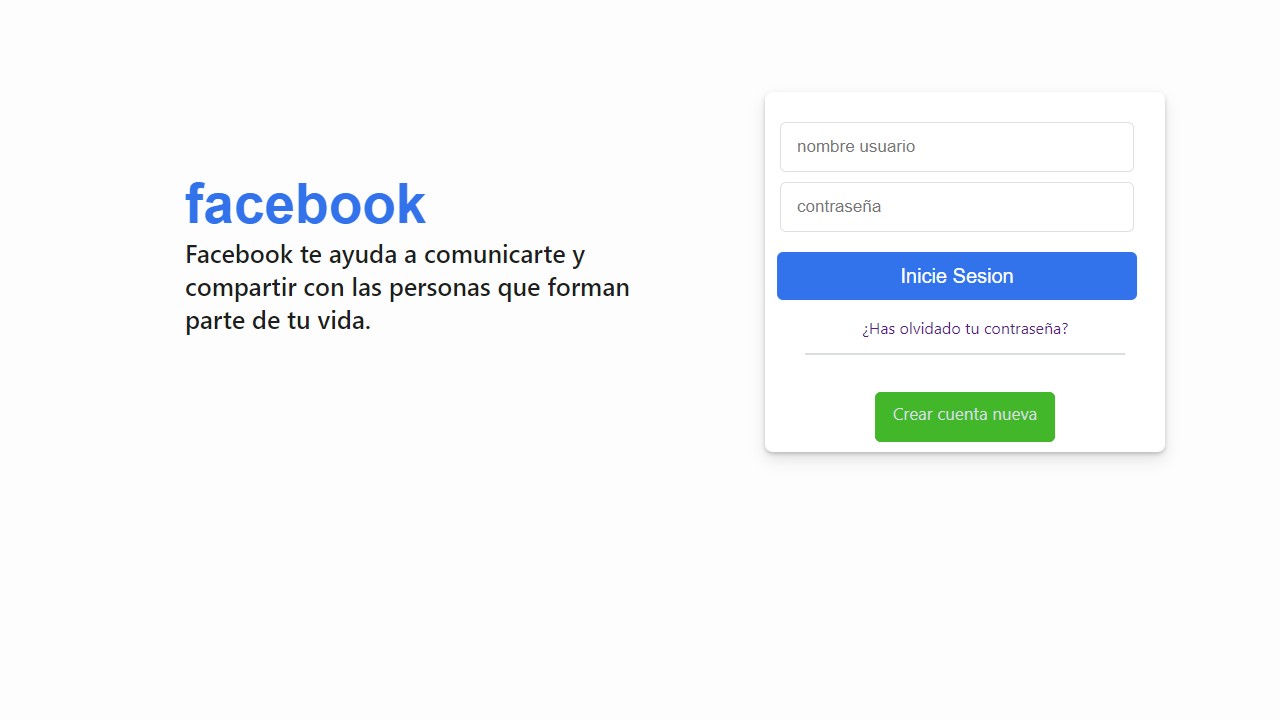 facebook
Facebook te ayuda a comunicarte y
compartir con las personas que forman
parte de tu vida.
nombre usuario
contraseña
Inicie Sesion
¿Has olvidado tu contraseña?
Crear cuenta nueva